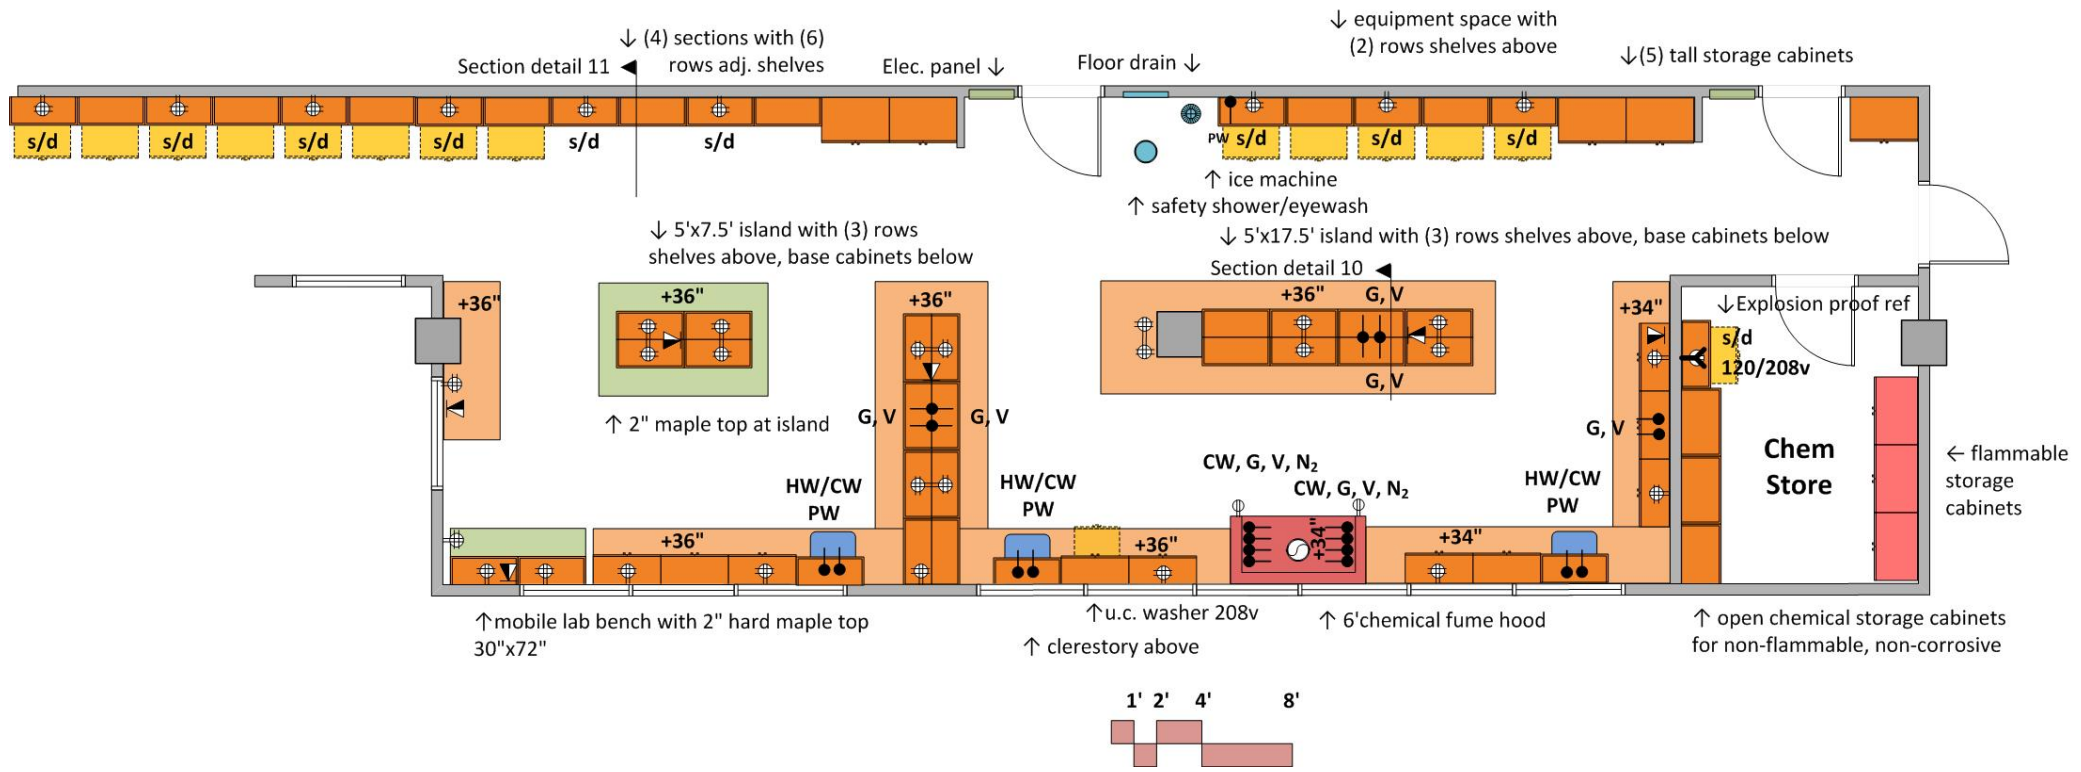 ↓ equipment space with
(2) rows shelves above
↓ (4) sections with (6)
rows adj. shelves
Section detail 11
Elec. panel ↓
Floor drain ↓
↓(5) tall storage cabinets
s/d
s/d
s/d
s/d
s/d
s/d
PW
s/d
s/d
s/d
↑ ice machine
↑ safety shower/eyewash
↓ 5'x7.5' island with (3) rows
shelves above, base cabinets below
↓ 5'x17.5' island with (3) rows shelves above, base cabinets below
Section detail 10
+36"
+36"
+36"
+36"
G, V
+34"
↓Explosion proof ref
s/d
120/208v
G, V
↑ 2" maple top at island
G, V
G, V
G, V
Chem
Store
← flammable
storage
cabinets
CW, G, V, N₂
CW, G, V, N₂
HW/CW
PW
HW/CW
PW
HW/CW
PW
+36"
+36"
+34"
+34"
↑mobile lab bench with 2" hard maple top
30"x72"
↑u.c. washer 208v
↑ clerestory above
↑ 6'chemical fume hood
↑ open chemical storage cabinets
for non-flammable, non-corrosive
1' 2' 4' 8'